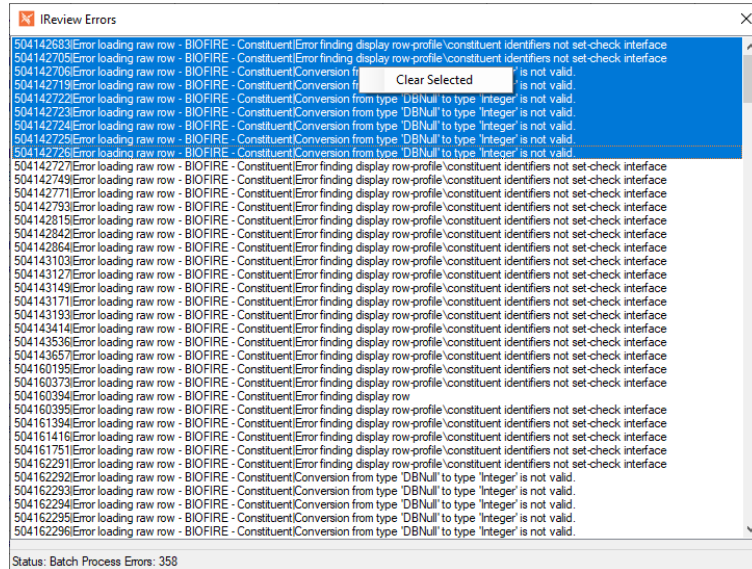 IReview Errors
504142683|Error loading raw row - BIOFIRE - Constituent|Error finding display row-profile\constituent identifiers not set-check interface
504142705|Error loading raw row - BIOFIRE - Constituent|Error finding display row-profile\constituent identifiers not set-check interface
504142706|Error loading raw row - BIOFIRE - Constituent|Conversion fr er' is not valid.
Clear Selected
504142719|Error loading raw row - BIOFIRE - Constituent|Conversion fr er' is not valid.
504142722|Error loading raw row - BIOFIRE - Constituent|Conversion from type 'DBNull' to type 'Integer' is not valid.
504142723|Error loading raw row - BIOFIRE - Constituent|Conversion from type 'DBNull' to type 'Integer' is not valid.
504142724|Error loading raw row - BIOFIRE - Constituent|Conversion from type 'DBNull' to type 'Integer' is not valid.
504142725|Error loading raw row - BIOFIRE - Constituent|Conversion from type 'DBNull' to type 'Integer' is not valid.
504142726|Error loading raw row - BIOFIRE - Constituent|Conversion from type 'DBNull' to type 'Integer' is not valid.
504142727|Error loading raw row - BIOFIRE - Constituent|Error finding display row-profile\constituent identifiers not set-check interface
504142749|Error loading raw row - BIOFIRE - Constituent|Error finding display row-profile\constituent identifiers not set-check interface
504142771|Error loading raw row - BIOFIRE - Constituent|Error finding display row-profile\constituent identifiers not set-check interface
504142793|Error loading raw row - BIOFIRE - Constituent|Error finding display row-profile\constituent identifiers not set-check interface
504142815|Error loading raw row - BIOFIRE - Constituent|Error finding display row-profile\constituent identifiers not set-check interface
504142842|Error loading raw row - BIOFIRE - Constituent|Error finding display row-profile\constituent identifiers not set-check interface
504142864|Error loading raw row - BIOFIRE - Constituent|Error finding display row-profile\constituent identifiers not set-check interface
504143103|Error loading raw row - BIOFIRE - Constituent|Error finding display row-profile\constituent identifiers not set-check interface
504143127|Error loading raw row - BIOFIRE - Constituent|Error finding display row-profile\constituent identifiers not set-check interface
504143149|Error loading raw row - BIOFIRE - Constituent|Error finding display row-profile\constituent identifiers not set-check interface
504143171|Error loading raw row - BIOFIRE - Constituent|Error finding display row-profile\constituent identifiers not set-check interface
504143193|Error loading raw row - BIOFIRE - Constituent|Error finding display row-profile\constituent identifiers not set-check interface
504143414|Error loading raw row - BIOFIRE - Constituent|Error finding display row-profile\constituent identifiers not set-check interface
504143536|Error loading raw row - BIOFIRE - Constituent|Error finding display row-profile\constituent identifiers not set-check interface
504143657|Error loading raw row - BIOFIRE - Constituent|Error finding display row-profile\constituent identifiers not set-check interface
504160195|Error loading raw row - BIOFIRE - Constituent|Error finding display row-profile\constituent identifiers not set-check interface
504160373|Error loading raw row - BIOFIRE - Constituent|Error finding display row-profile\constituent identifiers not set-check interface
504160394|Error loading raw row - BIOFIRE - Constituent|Error finding display row
504160395|Error loading raw row - BIOFIRE - Constituent|Error finding display row-profile\constituent identifiers not set-check interface
504161394|Error loading raw row - BIOFIRE - Constituent|Error finding display row-profile\constituent identifiers not set-check interface
504161416|Error loading raw row - BIOFIRE - Constituent|Error finding display row-profile\constituent identifiers not set-check interface
504161751|Error loading raw row - BIOFIRE - Constituent|Error finding display row-profile\constituent identifiers not set-check interface
504162291|Error loading raw row - BIOFIRE - Constituent|Error finding display row-profile\constituent identifiers not set-check interface
504162292|Error loading raw row - BIOFIRE - Constituent|Conversion from type 'DBNull' to type 'Integer' is not valid.
504162293|Error loading raw row - BIOFIRE - Constituent|Conversion from type 'DBNull' to type 'Integer' is not valid.
504162294|Error loading raw row - BIOFIRE - Constituent|Conversion from type 'DBNull' to type 'Integer' is not valid.
504162295|Error loading raw row - BIOFIRE - Constituent|Conversion from type 'DBNull' to type 'Integer' is not valid.
504162296|Error loading raw row - BIOFIRE - Constituent|Conversion from type 'DBNull' to type 'Integer' is not valid.
Status: Batch Process Errors: 358